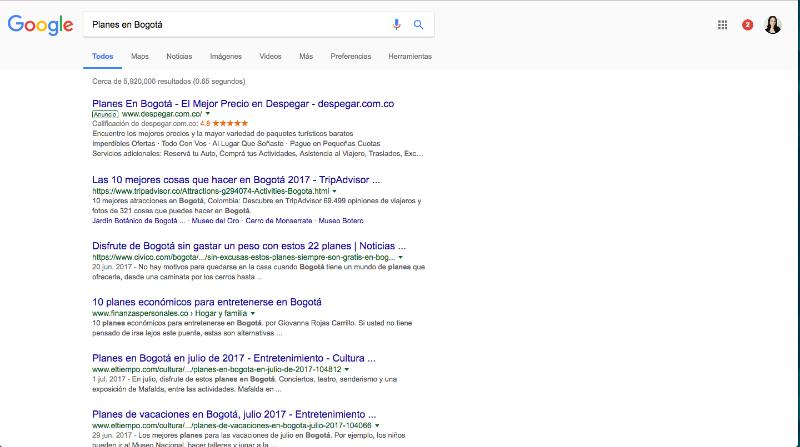 Google
Planes en Bogotá
2
Todos Maps Noticias Imágenes Videos Más Preferencias Herramientas
Cerca de 5,920,000 resultados (0.65 segundos)
Planes En Bogotá - El Mejor Precio en Despegar - despegar.com.co
Anuncio www.despegar.com.co/
Calificación de despegar.com.co: 4.8
Encuentre los mejores precios y la mayor variedad de paquetes turísticos baratos
Imperdibles Ofertas · Todo Con Vos · Al Lugar Que Soñaste · Pague en Pequeñas Cuotas
Servicios adicionales: Reservá tu Auto, Comprá tus Actividades, Asistencia al Viajero, Traslados, Exc…
Las 10 mejores cosas que hacer en Bogotá 2017 - TripAdvisor ...
https://www.tripadvisor.co/Attractions-g294074-Activities-Bogota.html
10 mejores atracciones en Bogotá, Colombia: Descubre en TripAdvisor 69.499 opiniones de viajeros y
fotos de 321 cosas que puedes hacer en Bogotá.
Jardín Botánico de Bogotá ... · Museo del Oro · Cerro de Monserrate · Museo Botero
Disfrute de Bogotá sin gastar un peso con estos 22 planes | Noticias ...
https://www.civico.com/bogota/.../sin-excusas-estos-planes-siempre-son-gratis-en-bog...
20 jun. 2017 - No hay motivos para quedarse en la casa cuando Bogotá tiene un mundo de planes que
ofrecerle, desde una caminata por los cerros hasta ...
10 planes económicos para entretenerse en Bogotá
www.finanzaspersonales.co › Hogar y familia
10 planes económicos para entretenerse en Bogotá. por Giovanna Rojas Carrillo. Si usted no tiene
pensado de irse lejos este puente, estas son alternativas ...
Planes en Bogotá en julio de 2017 - Entretenimiento - Cultura ...
www.eltiempo.com/cultura/.../planes-en-bogota-en-julio-de-2017-104812
1 jul. 2017 - En julio, disfrute de estos planes en Bogotá. Conciertos, teatro, senderismo y una
exposición de Mafalda, entre las actividades. Mafalda en ...
Planes de vacaciones en Bogotá, julio 2017 - Entretenimiento ...
www.eltiempo.com/cultura/.../planes-de-vacaciones-en-bogota-julio-2017-104066
29 jun. 2017 - Los mejores planes para las vacaciones de julio en Bogotá. Por ejemplo, los niños
pueden ir al Museo Nacional, hacer talleres y jugar a la